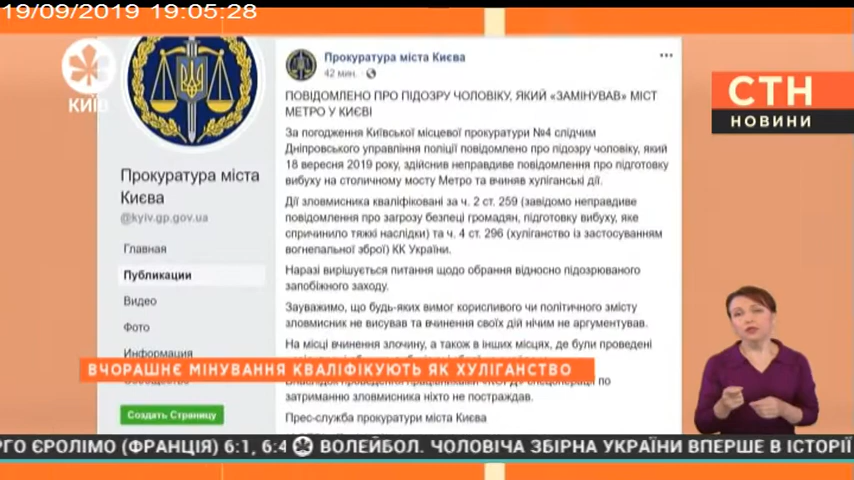 19/09/2019 19:05:28
КИЇВ
СТН
НОВИНИ
Прокуратура міста
Києва
@kyiv.gp.gov.ua
Главная
Публикации
Видео
Фото
Информация
Создать Страницу
Прокуратура міста Києва
42 мин.
ПОВІДОМЛЕНО ПРО ПІДОЗРУ ЧОЛОВІКУ, ЯКИЙ «ЗАМІНУВАВ» МІСТ
МЕТРО У КИЄВІ
За погодження Київської місцевої прокуратури №4 слідчим
Дніпровського управління поліції повідомлено про підозру чоловіку, який
18 вересня 2019 року, здійснив неправдиве повідомлення про підготовку
вибуху на столичному мосту Метро та вчиняв хуліганські дії.
Дії зловмисника кваліфіковані за ч. 2 ст. 259 (завідомо неправдиве
повідомлення про загрозу безпеці громадян, підготовку вибуху, яке
спричинило тяжкі наслідки) та ч. 4 ст. 296 (хуліганство із застосуванням
вогнепальної зброї) КК України.
Наразі вирішується питання щодо обрання відносно підозрюваного
запобіжного заходу.
Зауважимо, що будь-яких вимог корисливого чи політичного змісту
зловмисник не висував та вчинення своїх дій нічим не аргументував.
На місці вчинення злочину, а також в інших місцях, де були проведені
по
затриманню зловмисника ніхто не постраждав.
Прес-служба прокуратури міста Києва
ВЧОРАШНЄ МІНУВАННЯ КВАЛІФІКУЮТЬ ЯК ХУЛІГАНСТВО
РГО ЄРОЛІМО (ФРАНЦІЯ) 6:1, 6:4 ВОЛЕЙБОЛ. ЧОЛОВІЧА ЗБІРНА УКРАЇНИ ВПЕРШЕ В ІСТОРІЇ